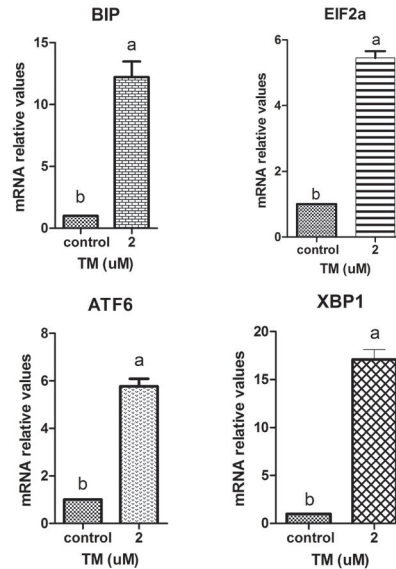 BIP
mRNA relative values
15
10
5
0
a
b
control 2
TM (uM)
EIF2a
mRNA relative values
6
4
2
0
a
b
control 2
TM (uM)
ATF6
mRNA relative values
8
6
4
2
0
a
b
control 2
TM (uM)
XBP1
mRNA relative values
20
15
10
5
0
a
b
control 2
TM (uM)